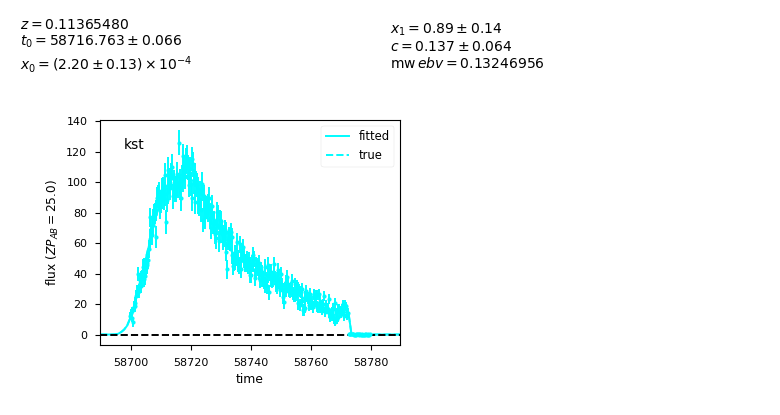 z = 0.11365480
t₀ = 58716.763 ± 0.066
x₀ = (2.20 ± 0.13) × 10⁻⁴
x₁ = 0.89 ± 0.14
c = 0.137 ± 0.064
mw ebv = 0.13246956
kst
fitted
true
140
120
100
80
60
40
20
0
flux (ZP_AB = 25.0)
58700 58720 58740 58760 58780
time